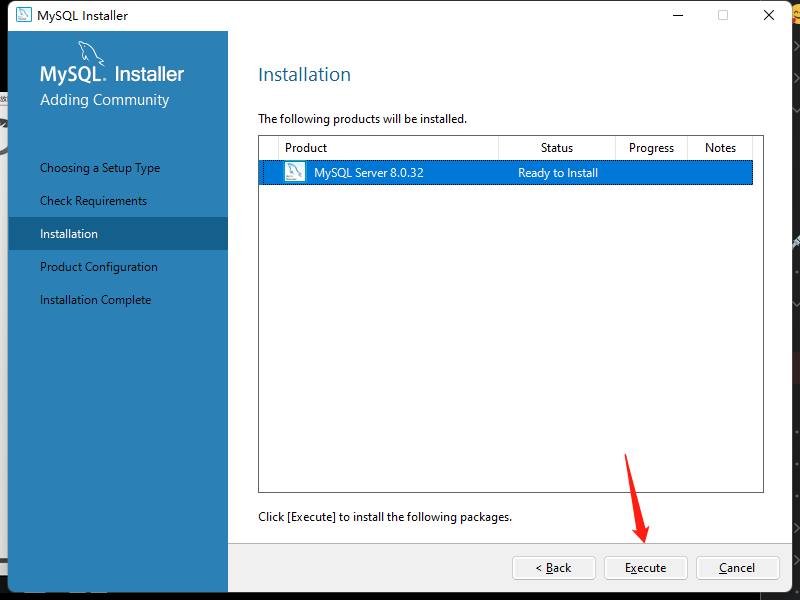 MySQL Installer
MySQL. Installer
Adding Community
Choosing a Setup Type
Check Requirements
Installation
Product Configuration
Installation Complete
Installation
The following products will be installed.
Product Status Progress Notes
MySQL Server 8.0.32 Ready to Install
Click [Execute] to install the following packages.
< Back Execute Cancel